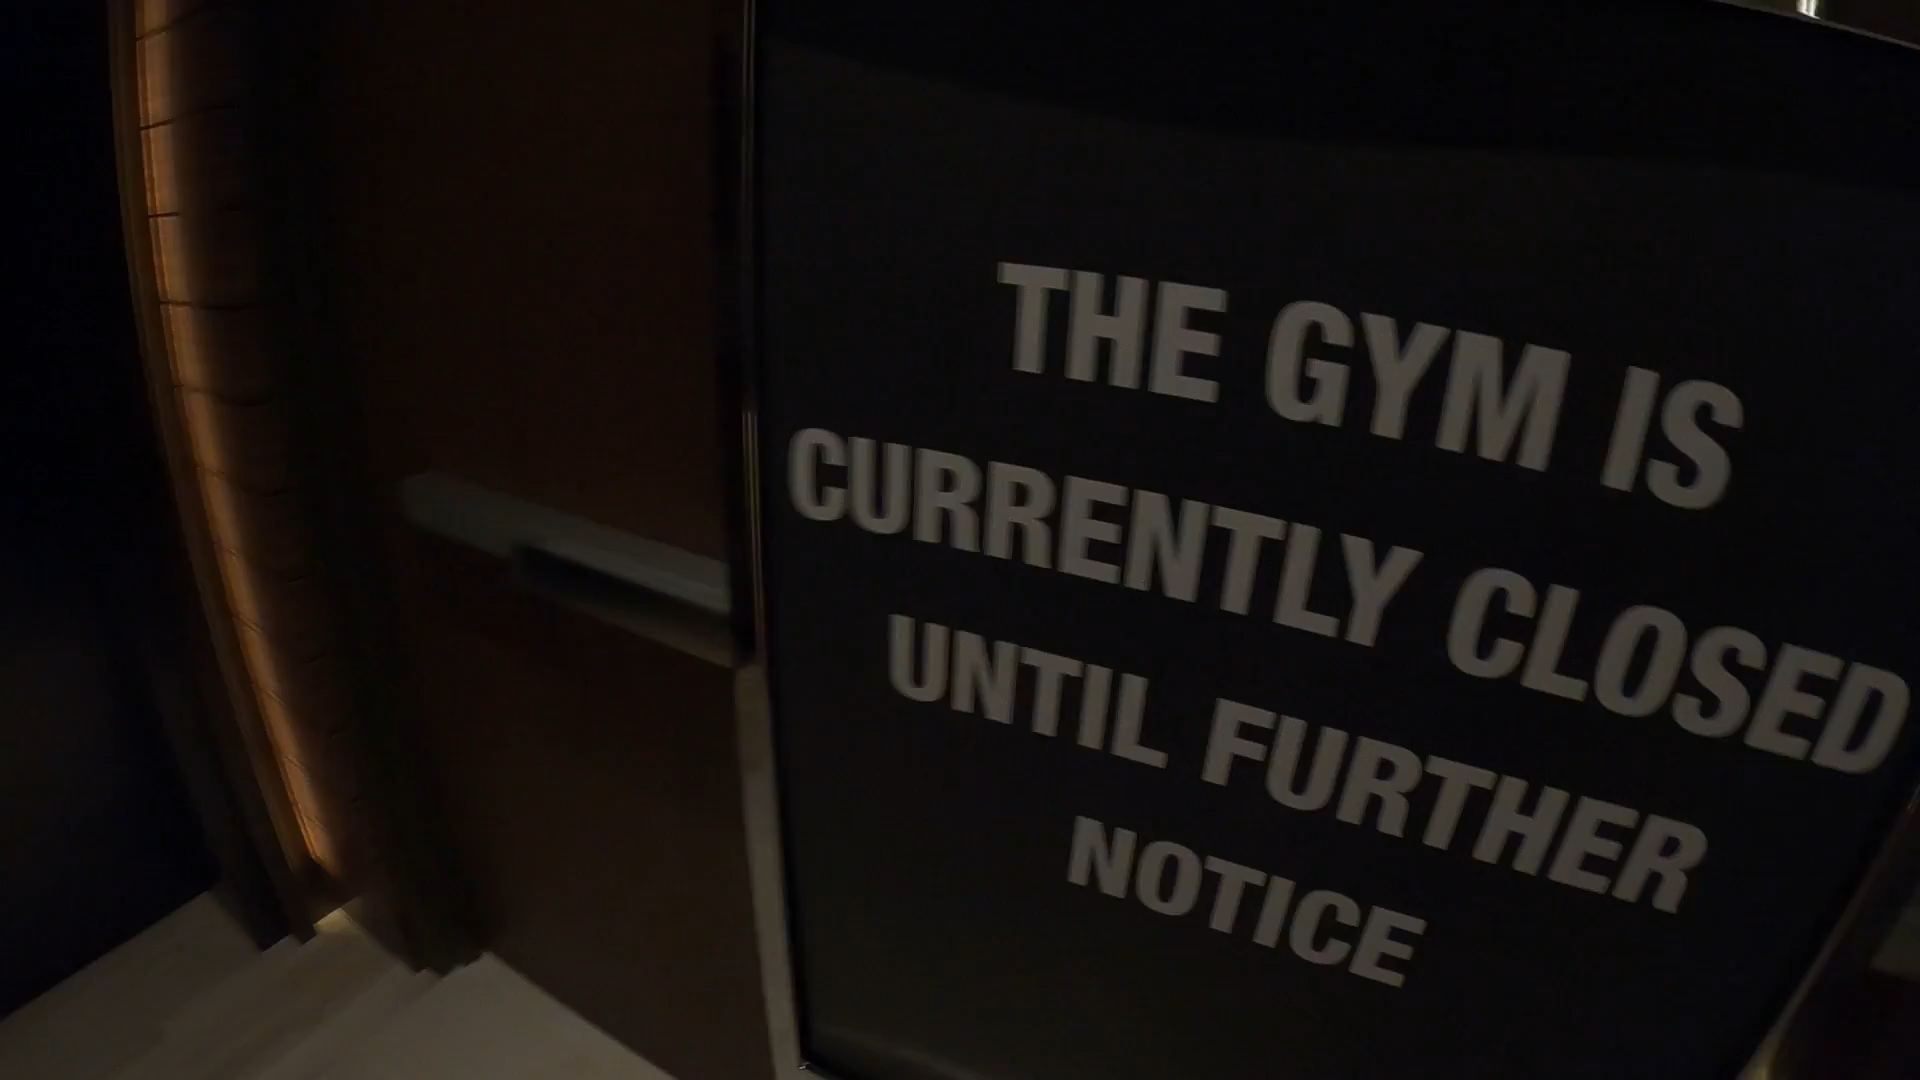 THE GYM IS
CURRENTLY CLOSED
UNTIL FURTHER
NOTICE